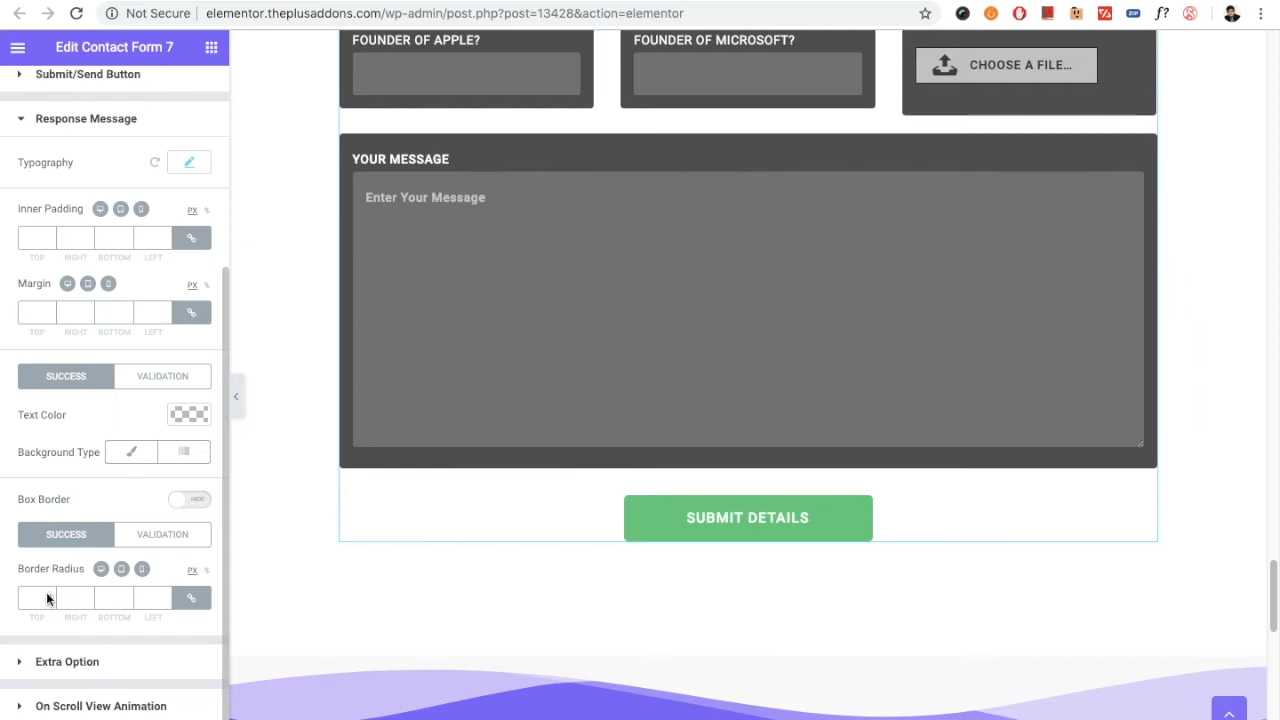 Not Secure
elementor.theplusaddons.com/wp-admin/post.php?post=13428&action=elementor
ZIP
f?
Edit Contact Form 7
Submit/Send Button
Response Message
Typography
Inner Padding
PX %
TOP RIGHT BOTTOM LEFT
Margin
PX %
TOP RIGHT BOTTOM LEFT
SUCCESS VALIDATION
Text Color
Background Type
Box Border
HIDE
SUCCESS VALIDATION
Border Radius
PX %
TOP RIGHT BOTTOM LEFT
Extra Option
On Scroll View Animation
FOUNDER OF APPLE?
FOUNDER OF MICROSOFT?
CHOOSE A FILE...
YOUR MESSAGE
Enter Your Message
SUBMIT DETAILS